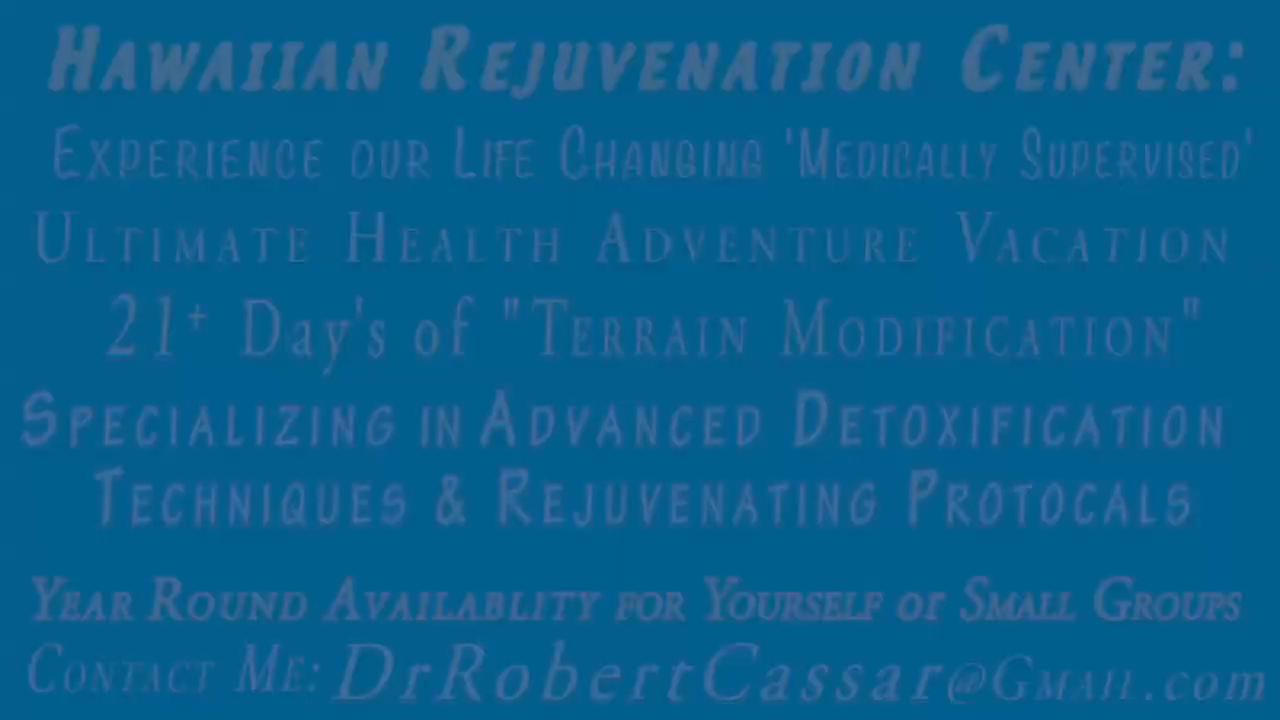 Hawaiian Rejuvenation Center:
Experience our Life Changing 'Medically Supervised'
Ultimate Health Adventure Vacation
21+ Day's of "Terrain Modification"
Specializing in Advanced Detoxification
Techniques & Rejuvenating Protocals
Year Round Availablity for Yourself or Small Groups
Contact Me: DrRobertCassar@Gmail.com